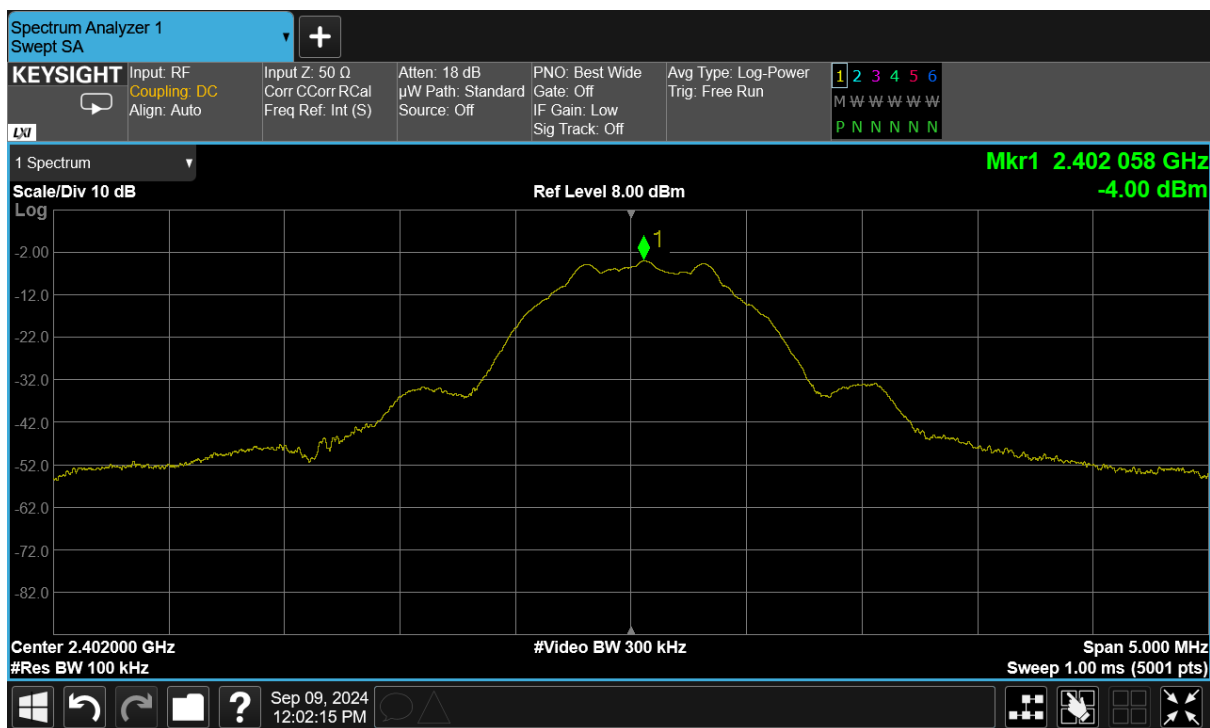 Spectrum Analyzer 1
Swept SA
KEYSIGHT
LXI
Input: RF
Coupling: DC
Align: Auto
Input Z: 50 Ω
Corr CCorr RCal
Freq Ref: Int (S)
Atten: 18 dB
µW Path: Standard
Source: Off
PNO: Best Wide
Gate: Off
IF Gain: Low
Sig Track: Off
Avg Type: Log-Power
Trig: Free Run
1 2 3 4 5 6
M W W W W W
P N N N N N
1 Spectrum
Scale/Div 10 dB
Ref Level 8.00 dBm
Mkr1 2.402 058 GHz
-4.00 dBm
Log
1
-2.00
-12.0
-22.0
-32.0
-42.0
-52.0
-62.0
-72.0
-82.0
Center 2.402000 GHz
#Video BW 300 kHz
Span 5.000 MHz
#Res BW 100 kHz
Sweep 1.00 ms (5001 pts)
?
Sep 09, 2024
12:02:15 PM